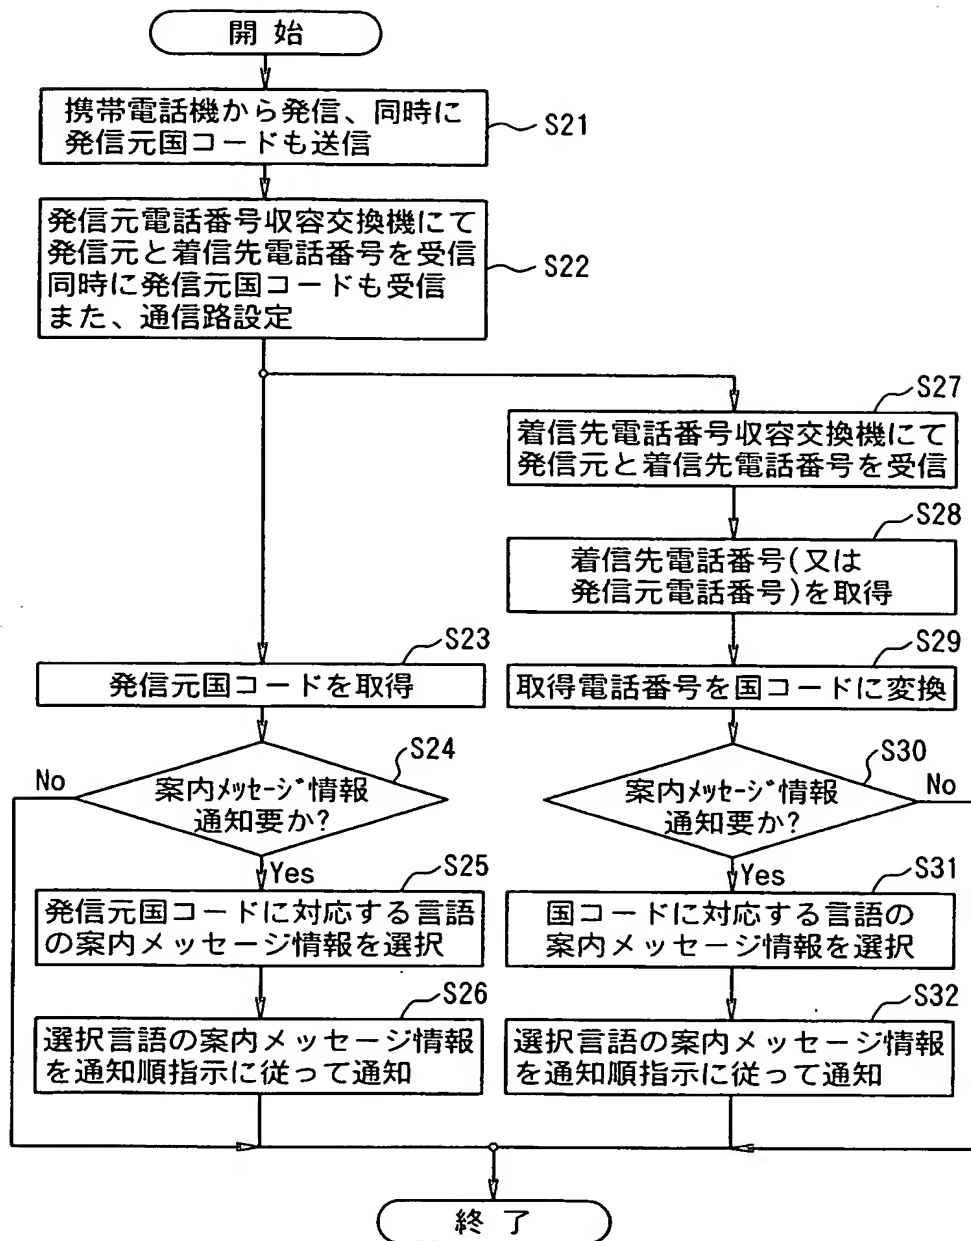 開始
携帯電話機から発信、同時に
発信元国コードも送信
S21
発信元電話番号収容交換機にて
発信元と着信先電話番号を受信
同時に発信元国コードも受信
また、通信路設定
S22
S27
着信先電話番号収容交換機にて
発信元と着信先電話番号を受信
S28
着信先電話番号(又は
発信元電話番号)を取得
S23
発信元国コードを取得
S29
取得電話番号を国コードに変換
S24
案内メッセージ情報
通知要か?
No
Yes
S30
案内メッセージ情報
通知要か?
No
Yes
S25
発信元国コードに対応する言語
の案内メッセージ情報を選択
S31
国コードに対応する言語の
案内メッセージ情報を選択
S26
選択言語の案内メッセージ情報
を通知順指示に従って通知
S32
選択言語の案内メッセージ情報
を通知順指示に従って通知
終了